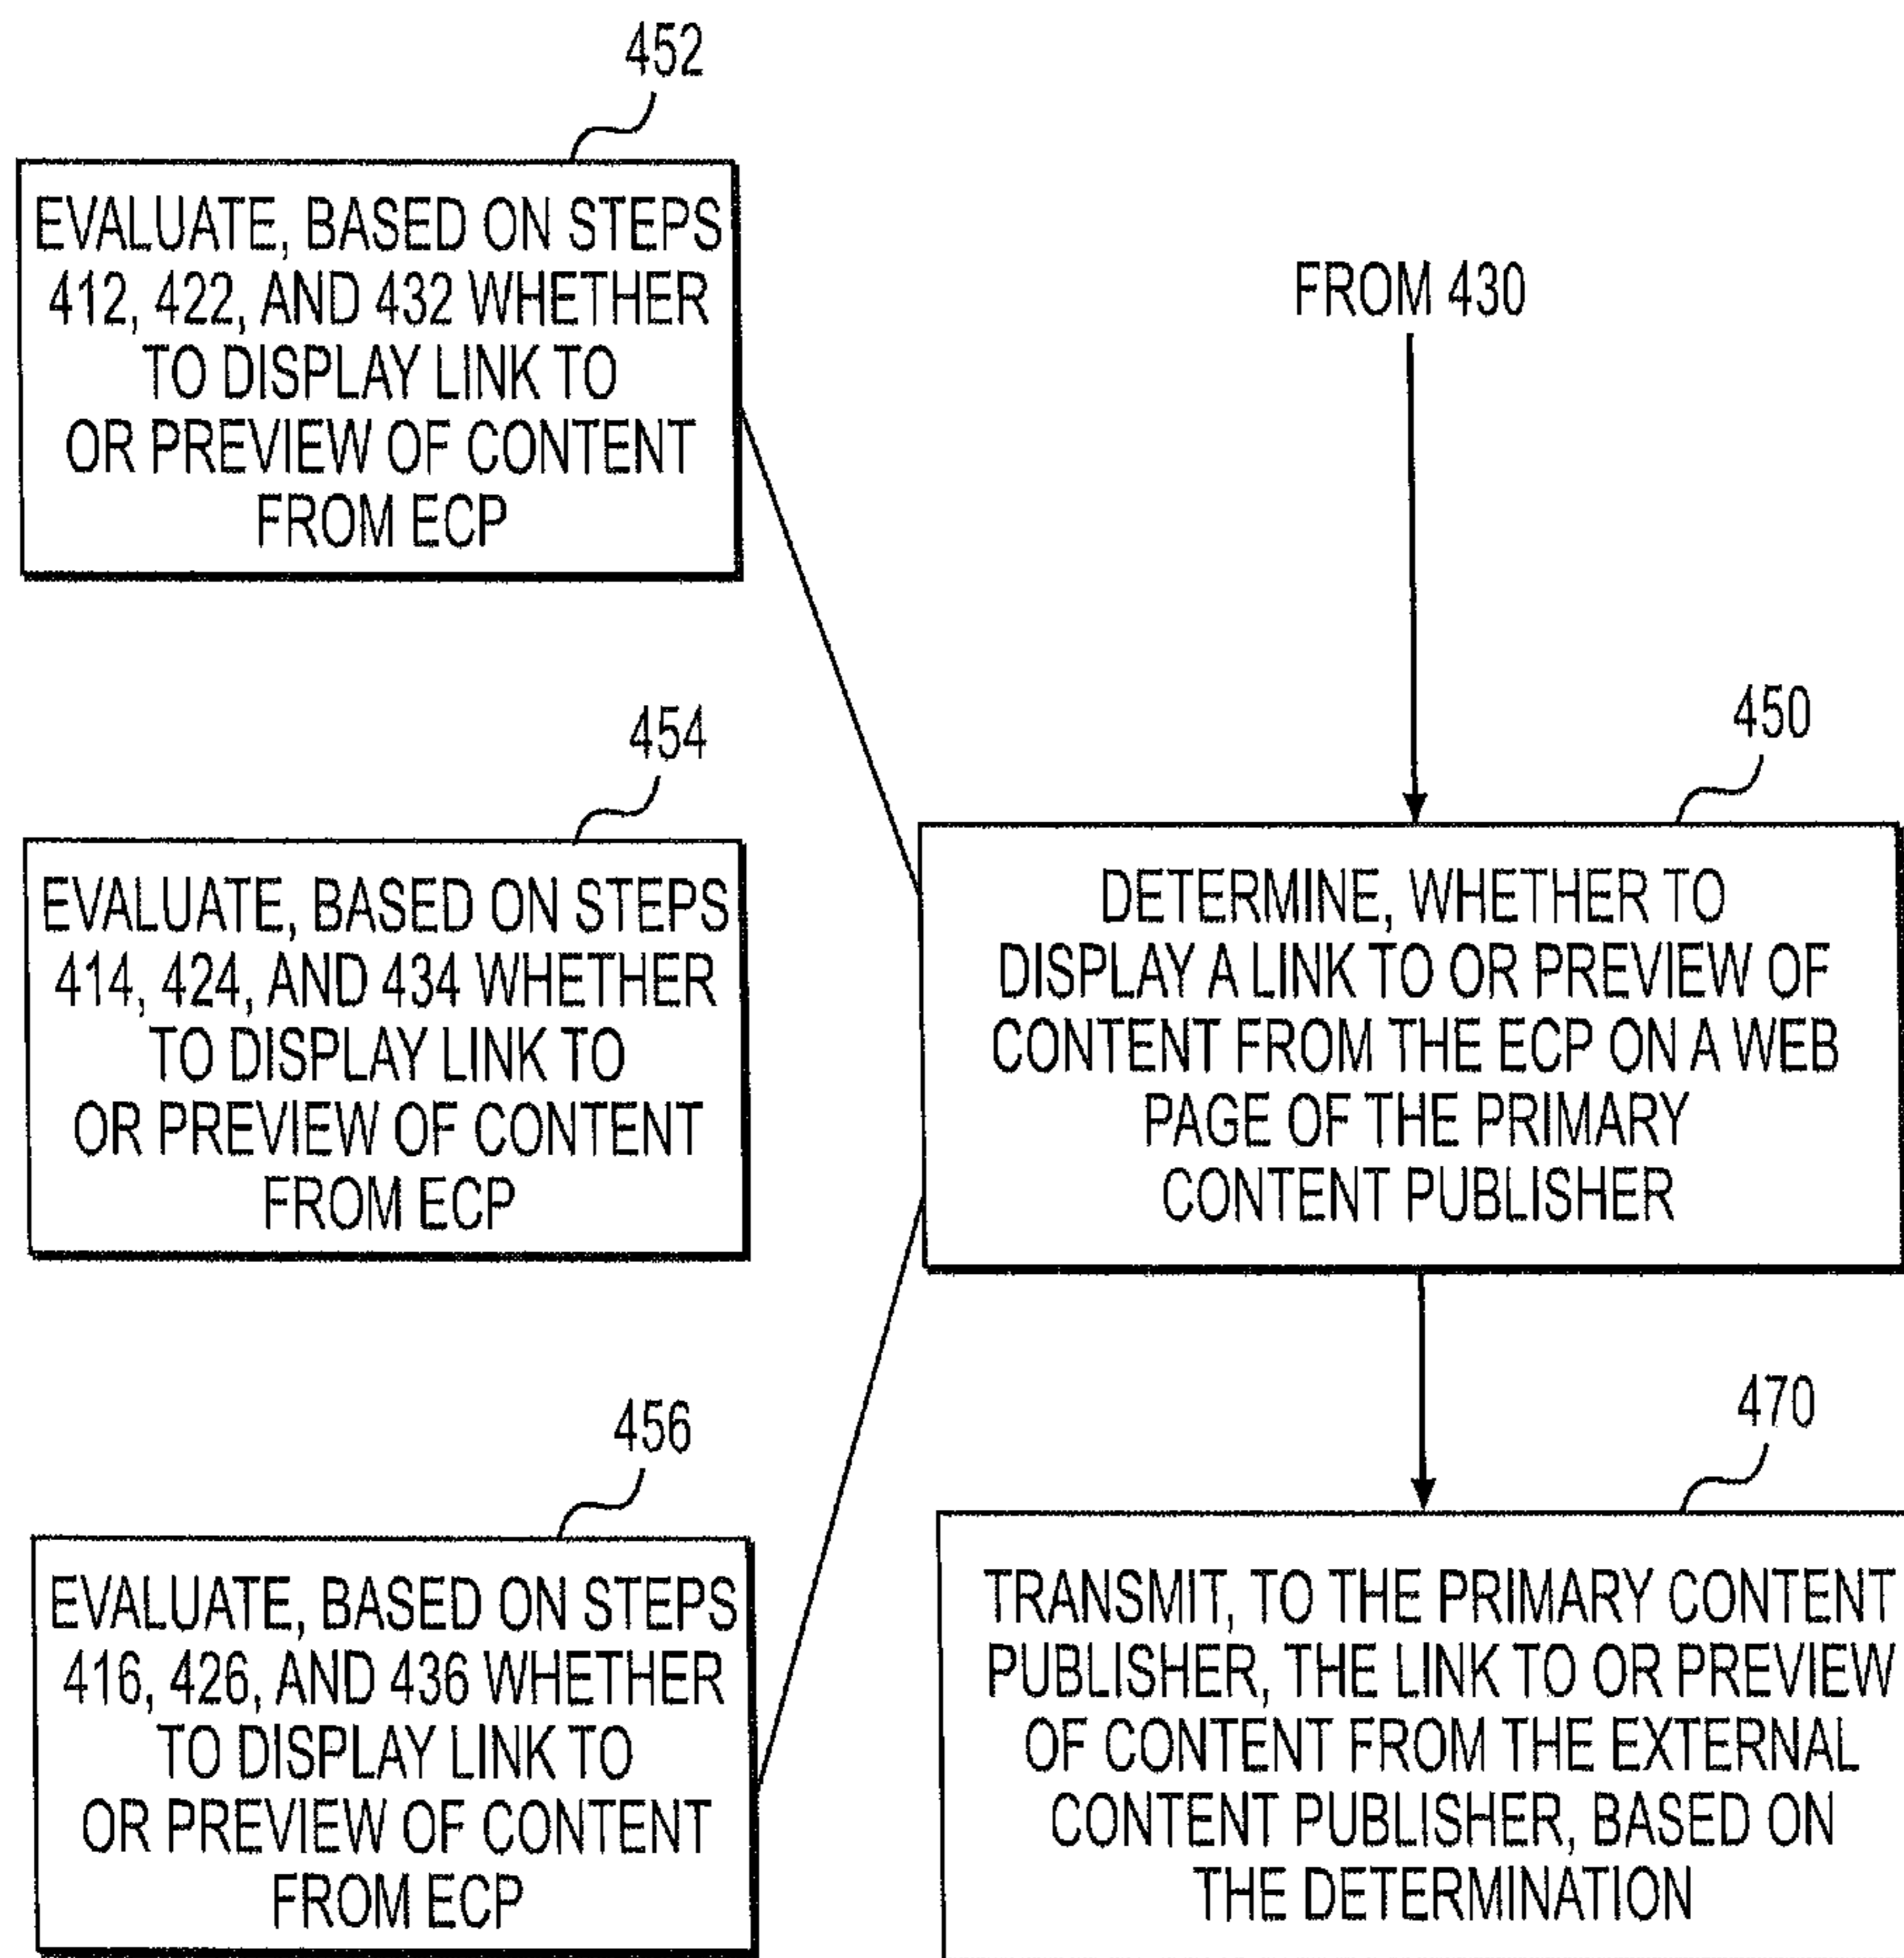 452
EVALUATE, BASED ON STEPS
412, 422, AND 432 WHETHER
TO DISPLAY LINK TO
OR PREVIEW OF CONTENT
FROM ECP
FROM 430
454
EVALUATE, BASED ON STEPS
414, 424, AND 434 WHETHER
TO DISPLAY LINK TO
OR PREVIEW OF CONTENT
FROM ECP
450
DETERMINE, WHETHER TO
DISPLAY A LINK TO OR PREVIEW OF
CONTENT FROM THE ECP ON A WEB
PAGE OF THE PRIMARY
CONTENT PUBLISHER
456
EVALUATE, BASED ON STEPS
416, 426, AND 436 WHETHER
TO DISPLAY LINK TO
OR PREVIEW OF CONTENT
FROM ECP
470
TRANSMIT, TO THE PRIMARY CONTENT
PUBLISHER, THE LINK TO OR PREVIEW
OF CONTENT FROM THE EXTERNAL
CONTENT PUBLISHER, BASED ON
THE DETERMINATION